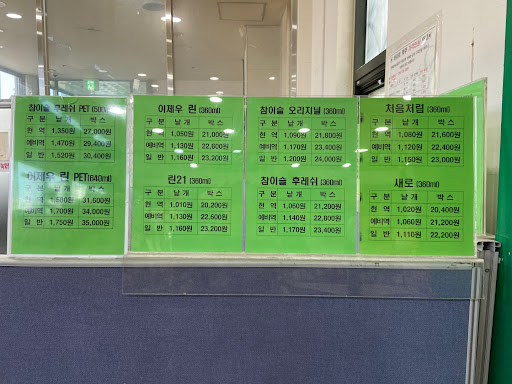 참이슬 후레쉬 PET (500ml)
구 분 낱 개 박 스
현 역 1,350원 27,000원
예비역 1,470원 29,400원
일 반 1,520원 30,400원
이제우 린 PET(640ml)
구 분 낱 개 박 스
현 역 1,580원 31,600원
예비역 1,700원 34,000원
일 반 1,750원 35,000원
이제우 린 (360ml)
구 분 낱 개 박 스
현 역 1,050원 21,000원
예비역 1,130원 22,600원
일 반 1,160원 23,200원
린21 (360ml)
구 분 낱 개 박 스
현 역 1,010원 20,200원
예비역 1,130원 22,600원
일 반 1,160원 23,200원
참이슬 오리지널 (360ml)
구 분 낱 개 박 스
현 역 1,090원 21,800원
예비역 1,170원 23,400원
일 반 1,200원 24,000원
참이슬 후레쉬 (360ml)
구 분 낱 개 박 스
현 역 1,060원 21,200원
예비역 1,140원 22,800원
일 반 1,170원 23,400원
처음처럼 (360ml)
구 분 낱 개 박 스
현 역 1,080원 21,600원
예비역 1,120원 22,400원
일 반 1,150원 23,000원
새로 (360ml)
구 분 낱 개 박 스
현 역 1,020원 20,400원
예비역 1,060원 21,200원
일 반 1,110원 22,200원